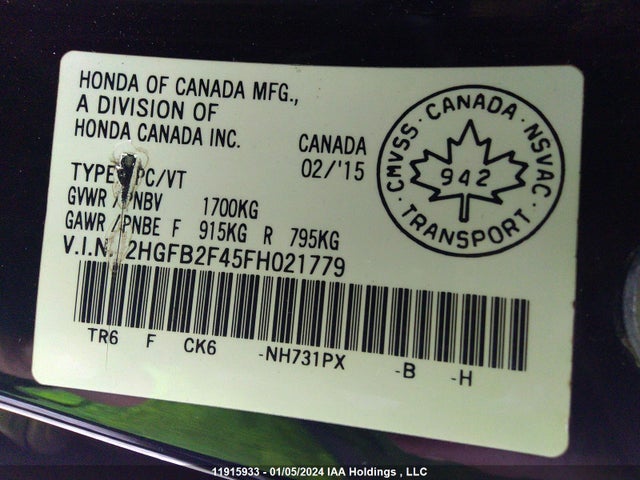 HONDA OF CANADA MFG.,
A DIVISION OF
HONDA CANADA INC.
CANADA
02/'15
TYPE PC/VT
GVWR /PNBV 1700KG
GAWR /PNBE F 915KG R 795KG
V.I.N. 2HGFB2F45FH021779
TR6 F CK6 -NH731PX -B -H
CMVSS · CANADA · NSVAC ·
942
TRANSPORT
11915933 - 01/05/2024 IAA Holdings , LLC